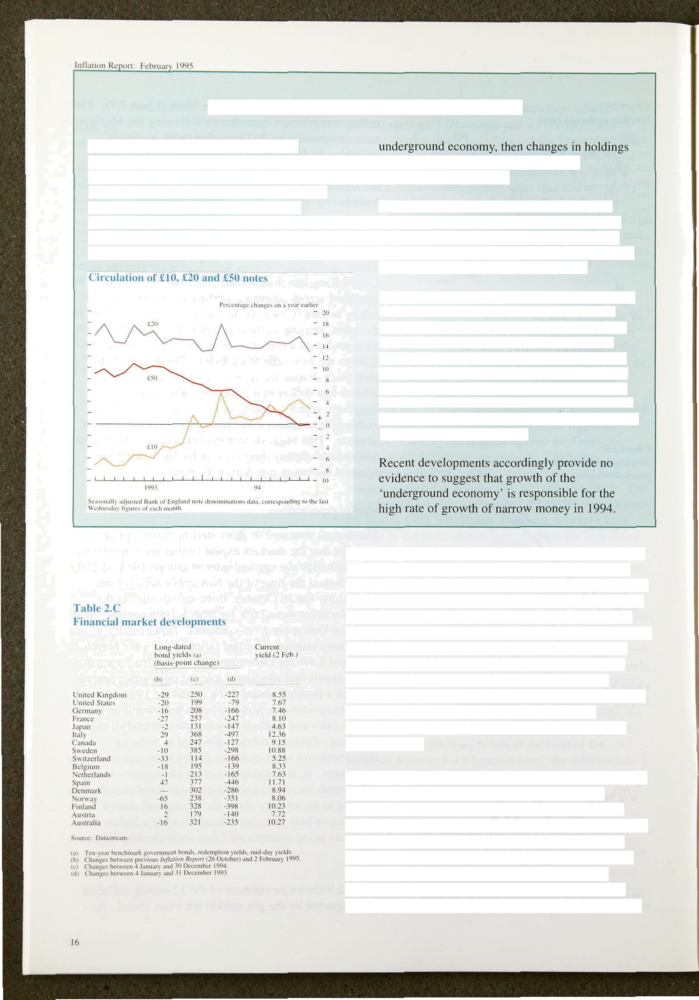 Inflation Report: February 1995
underground economy, then changes in holdings
Circulation of £10, £20 and £50 notes
Percentage changes on a year earlier
20
£20
18
16
14
12
10
£50
8
6
4
2
+
0
–
2
£10
4
6
8
10
1993
94
Seasonally adjusted Bank of England note denominations data, corresponding to the last
Wednesday figures of each month.
Recent developments accordingly provide no
evidence to suggest that growth of the
‘underground economy’ is responsible for the
high rate of growth of narrow money in 1994.
Table 2.C
Financial market developments
Long-dated Current
bond yields (a) yield (2 Feb.)
(basis-point change)
(b) (c) (d)
United Kingdom -29 250 -227 8.55
United States -20 199 -79 7.67
Germany -16 208 -166 7.46
France -27 257 -247 8.10
Japan -2 131 -147 4.63
Italy 29 368 -497 12.36
Canada 4 247 -127 9.15
Sweden -10 385 -298 10.88
Switzerland -33 114 -166 5.25
Belgium -18 195 -139 8.33
Netherlands -1 213 -165 7.63
Spain 47 377 -446 11.71
Denmark — 302 -286 8.94
Norway -65 238 -351 8.06
Finland 16 328 -398 10.23
Austria 2 179 -140 7.72
Australia -16 321 -235 10.27
Source: Datastream.
(a) Ten-year benchmark government bonds, redemption yields, mid-day yields.
(b) Changes between previous Inflation Report (26 October) and 2 February 1995.
(c) Changes between 4 January and 30 December 1994.
(d) Changes between 4 January and 31 December 1993.
16